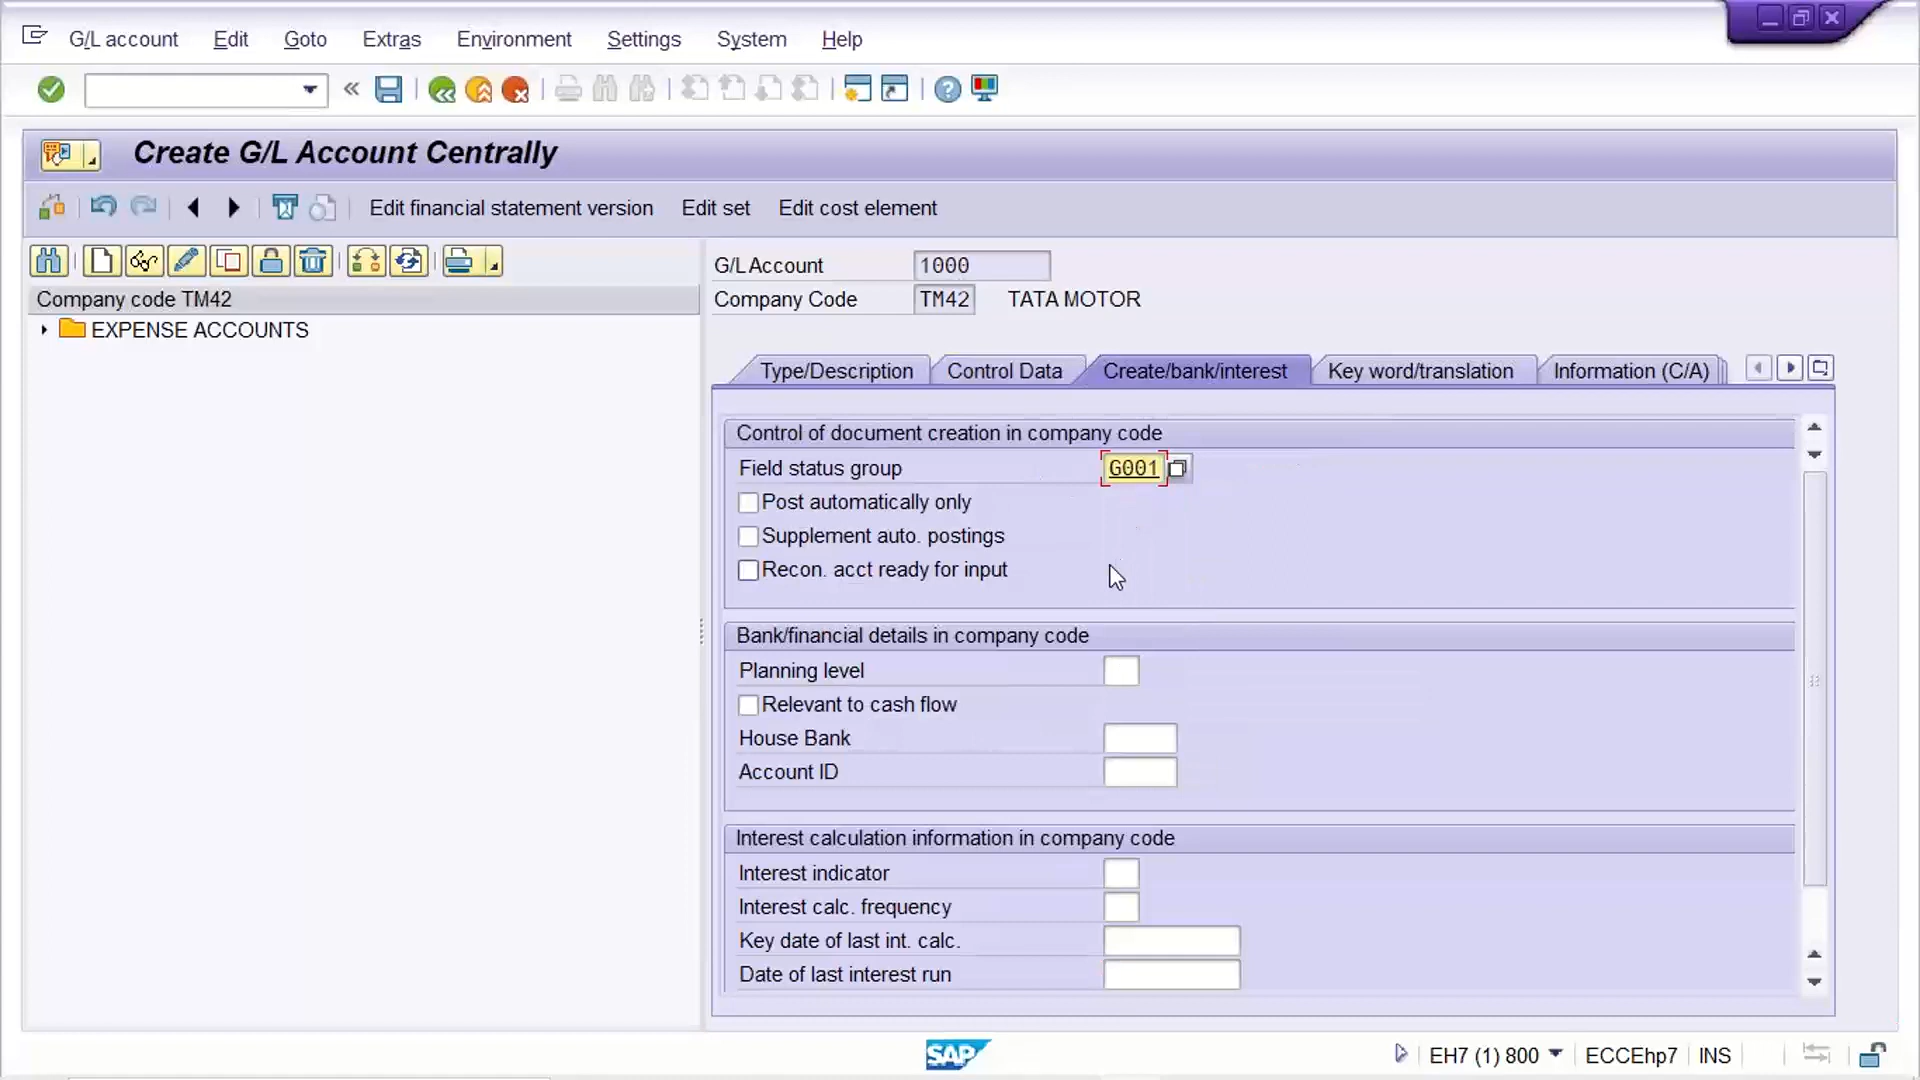 G/L account Edit Goto Extras Environment Settings System Help
Create G/L Account Centrally
Edit financial statement version Edit set Edit cost element
Company code TM42
EXPENSE ACCOUNTS
G/L Account 1000
Company Code TM42 TATA MOTOR
Type/Description Control Data Create/bank/interest Key word/translation Information (C/A)
Control of document creation in company code
Field status group G001
Post automatically only
Supplement auto. postings
Recon. acct ready for input
Bank/financial details in company code
Planning level
Relevant to cash flow
House Bank
Account ID
Interest calculation information in company code
Interest indicator
Interest calc. frequency
Key date of last int. calc.
Date of last interest run
SAP EH7 (1) 800 ECCEhp7 INS